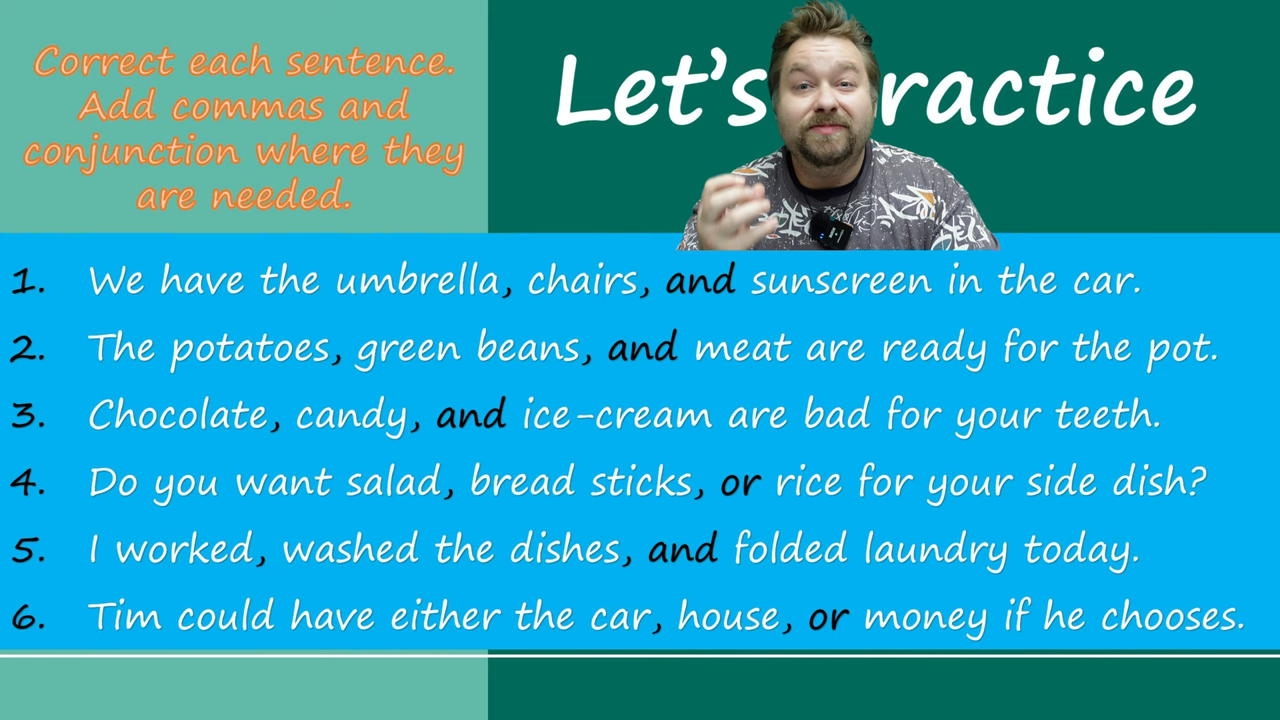 Correct each sentence.
Add commas and
conjunction where they
are needed.
Let's ractice
1. We have the umbrella, chairs, and sunscreen in the car.
2. The potatoes, green beans, and meat are ready for the pot.
3. Chocolate, candy, and ice-cream are bad for your teeth.
4. Do you want salad, bread sticks, or rice for your side dish?
5. I worked, washed the dishes, and folded laundry today.
6. Tim could have either the car, house, or money if he chooses.